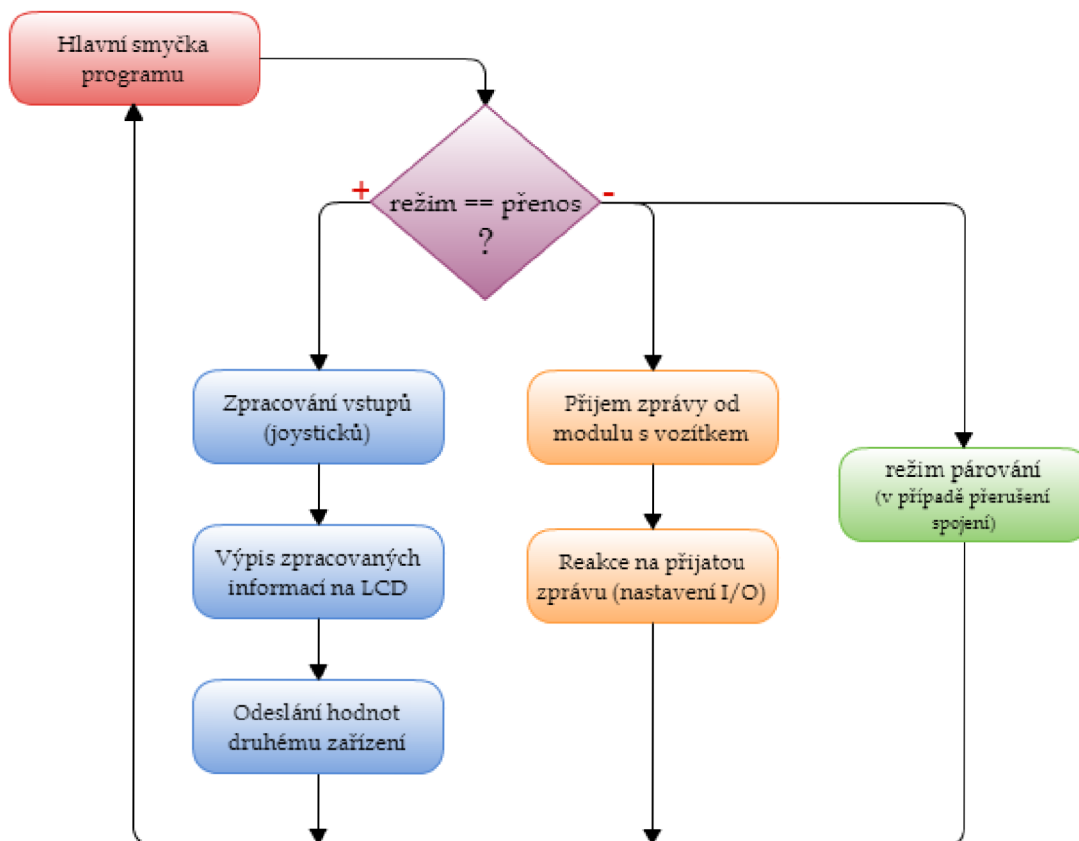 Hlavní smyčka
programu
+
-
režim == přenos
?
Zpracování vstupů
(joysticků)
Přijem zprávy od
modulu s vozítkem
režim párování
(v případě přerušení
spojení)
Výpis zpracovaných
informací na LCD
Reakce na přijatou
zprávu (nastavení I/O)
Odeslání hodnot
druhému zařízení